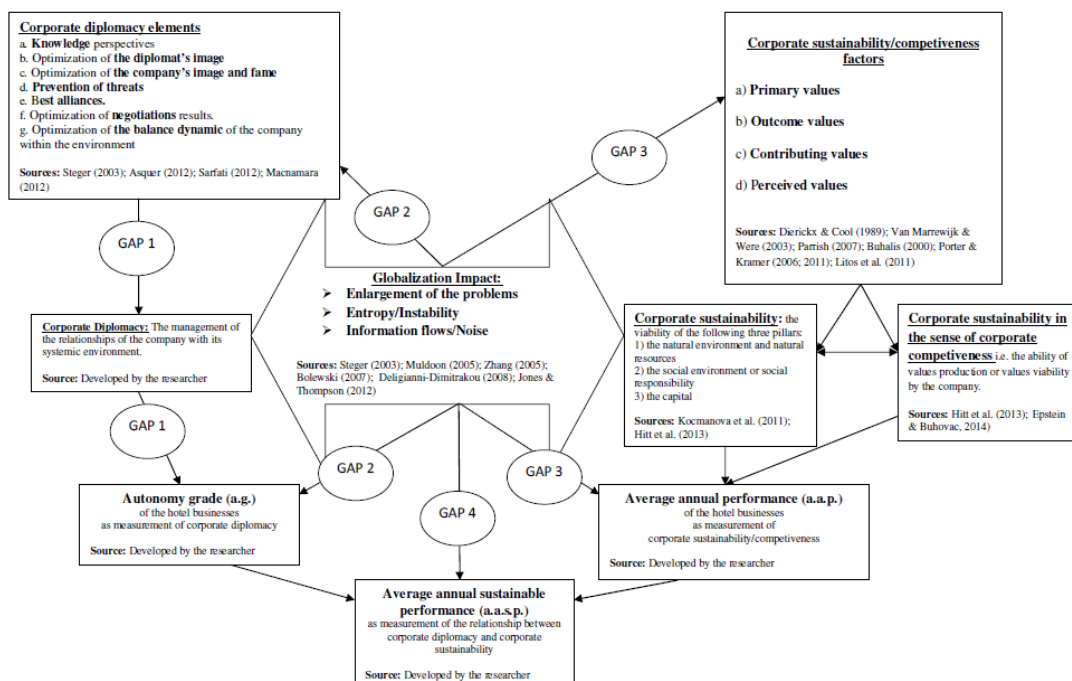 Corporate diplomacy elements
a. Knowledge perspectives
b. Optimization of the diplomat's image
c. Optimization of the company's image and fame
d. Prevention of threats
e. Best alliances.
f. Optimization of negotiations results.
g. Optimization of the balance dynamic of the company
within the environment
Sources: Steger (2003); Asquer (2012); Sarfati (2012); Macnamara
(2012)
Corporate sustainability/competiveness
factors
a) Primary values
b) Outcome values
c) Contributing values
d) Perceived values
Sources: Dierickx & Cool (1989); Van Marrewijk &
Were (2003); Parrish (2007); Buhalis (2000); Porter &
Kramer (2006; 2011); Litos et al. (2011)
GAP 3
GAP 2
GAP 1
Globalization Impact:
➢ Enlargement of the problems
➢ Entropy/Instability
➢ Information flows/Noise
Sources: Steger (2003); Muldoon (2005); Zhang (2005);
Bolewski (2007); Deligianni-Dimitrakou (2008); Jones &
Thompson (2012)
Corporate Diplomacy: The management of
the relationships of the company with its
systemic environment.
Source: Developed by the researcher
Corporate sustainability: the
viability of the following three pillars:
1) the natural environment and natural
resources
2) the social environment or social
responsibility
3) the capital
Sources: Kocmanova et al. (2011);
Hitt et al. (2013)
Corporate sustainability in
the sense of corporate
competiveness i.e. the ability of
values production or values viability
by the company.
Sources: Hitt et al. (2013); Epstein
& Buhovac, 2014)
GAP 1
GAP 2
GAP 3
GAP 4
Autonomy grade (a.g.)
of the hotel businesses
as measurement of corporate diplomacy
Source: Developed by the researcher
Average annual performance (a.a.p.)
of the hotel businesses
as measurement of
corporate sustainability/competiveness
Source: Developed by the researcher
Average annual sustainable
performance (a.a.s.p.)
as measurement of the relationship between
corporate diplomacy and corporate
sustainability
Source: Developed by the researcher